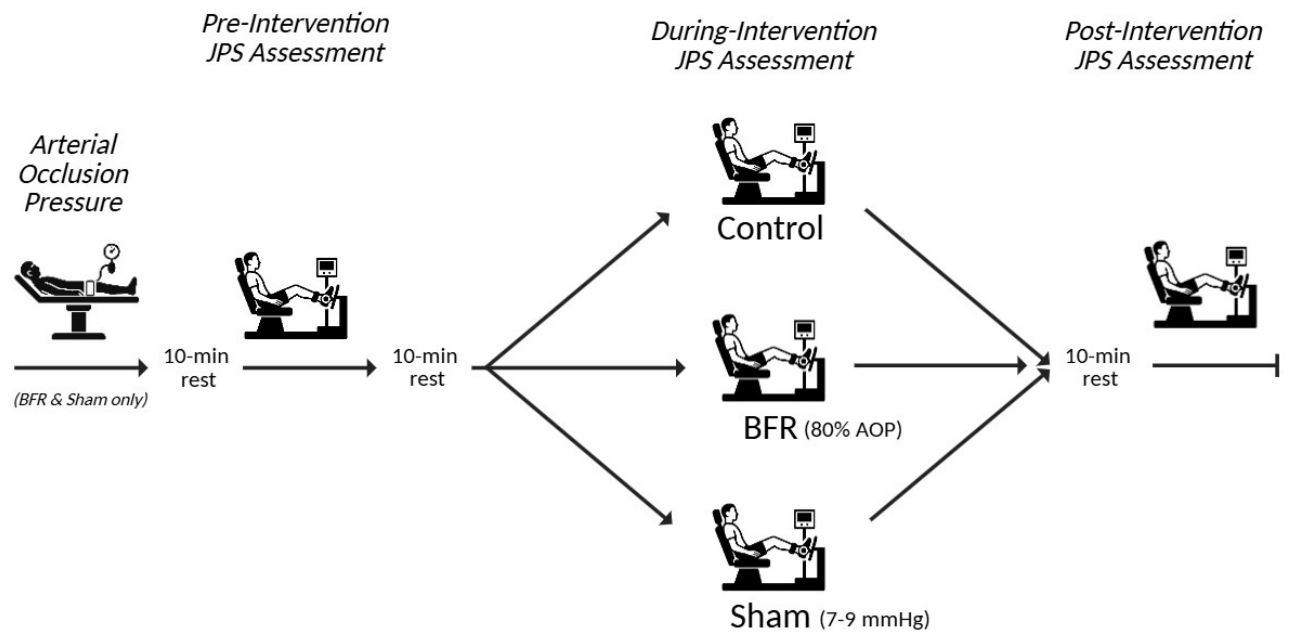 Pre-Intervention
JPS Assessment
During-Intervention
JPS Assessment
Post-Intervention
JPS Assessment
Arterial
Occlusion
Pressure
(BFR & Sham only)
10-min
rest
10-min
rest
Control
BFR (80% AOP)
Sham (7-9 mmHg)
10-min
rest